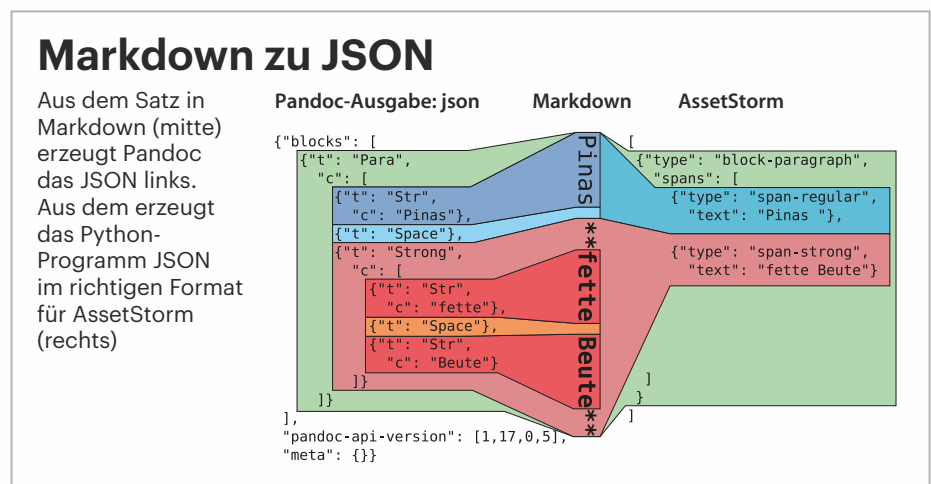 Markdown zu JSON
Aus dem Satz in
Markdown (mitte)
erzeugt Pandoc
das JSON links.
Aus dem erzeugt
das Python-
Programm JSON
im richtigen Format
für AssetStorm
(rechts)
Pandoc-Ausgabe: json
{"blocks": [
{"t": "Para",
"c": [
{"t": "Str",
"c": "Pinas"},
{"t": "Space"},
{"t": "Strong",
"c": [
{"t": "Str",
"c": "fette"},
{"t": "Space"},
{"t": "Str",
"c": "Beute"}
]}
]}
],
"pandoc-api-version": [1,17,0,5],
"meta": {}}
Markdown
Pinas **fette Beute**
AssetStorm
[
{"type": "block-paragraph",
"spans": [
{"type": "span-regular",
"text": "Pinas "},
{"type": "span-strong",
"text": "fette Beute"}
]
}
]